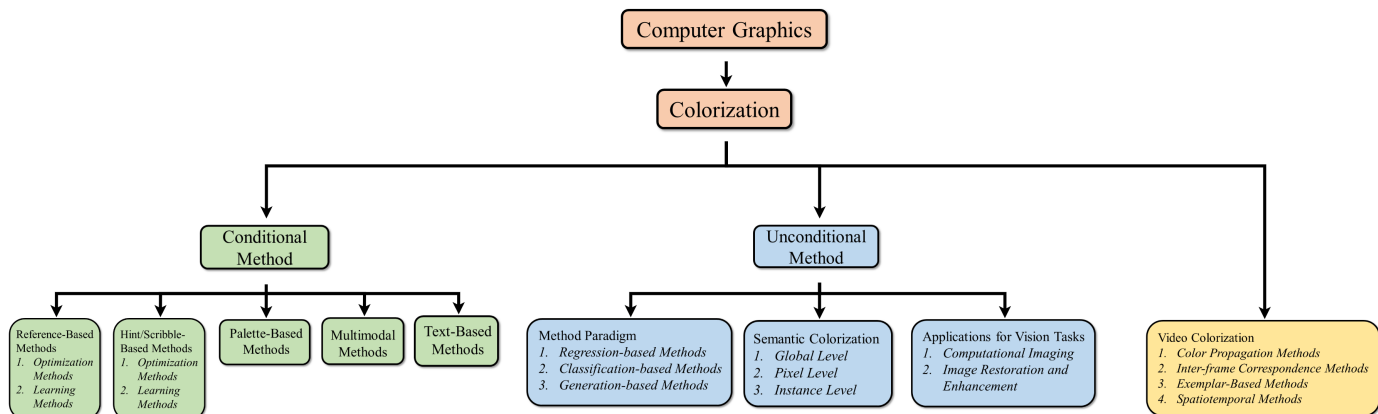 Computer Graphics
Colorization
Conditional
Method
Unconditional
Method
Reference-Based
Methods
1. Optimization
Methods
2. Learning
Methods
Hint/Scribble-
Based Methods
1. Optimization
Methods
2. Learning
Methods
Palette-Based
Methods
Multimodal
Methods
Text-Based
Methods
Method Paradigm
1. Regression-based Methods
2. Classification-based Methods
3. Generation-based Methods
Semantic Colorization
1. Global Level
2. Pixel Level
3. Instance Level
Applications for Vision Tasks
1. Computational Imaging
2. Image Restoration and
Enhancement
Video Colorization
1. Color Propagation Methods
2. Inter-frame Correspondence Methods
3. Exemplar-Based Methods
4. Spatiotemporal Methods